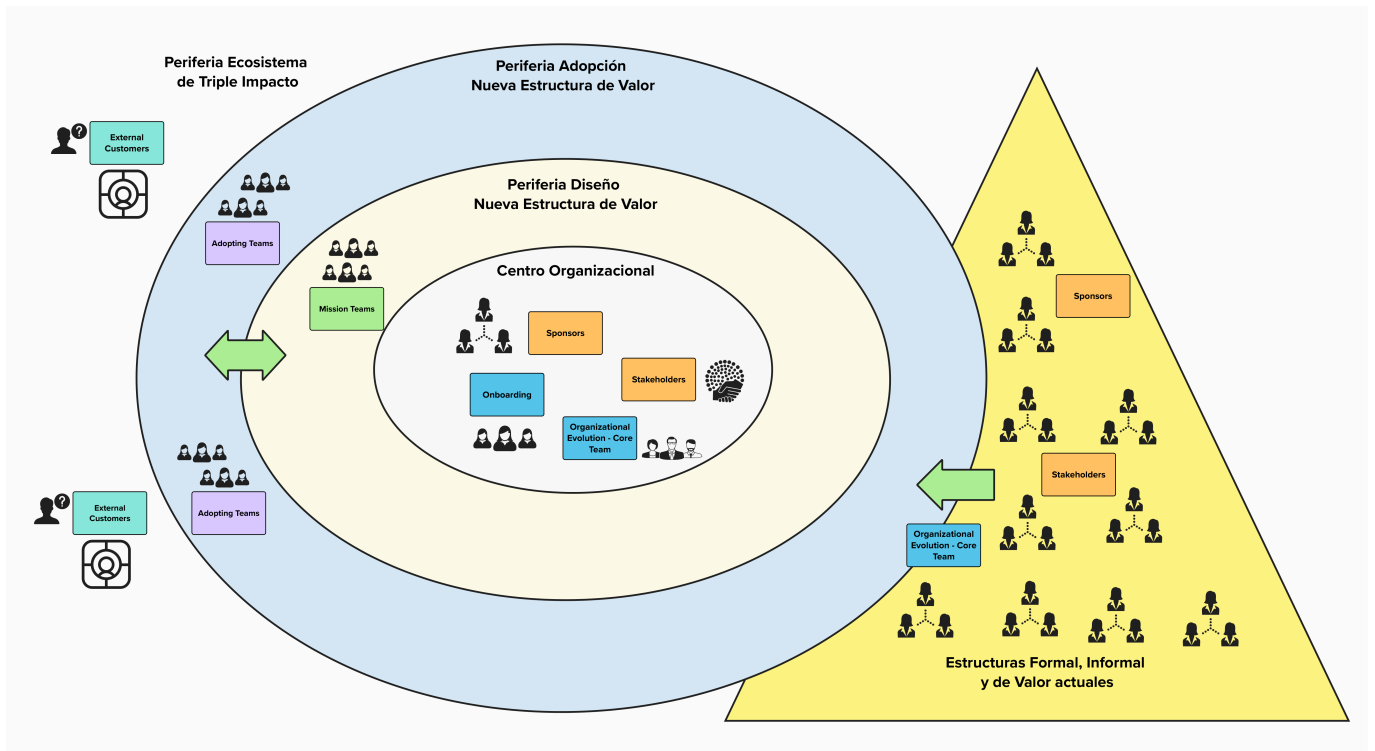 Periferia Ecosistema
de Triple Impacto
Periferia Adopción
Nueva Estructura de Valor
?
External
Customers
Adopting Teams
Periferia Diseño
Nueva Estructura de Valor
Mission Teams
Centro Organizacional
Sponsors
Stakeholders
Onboarding
Organizational
Evolution - Core
Team
Adopting Teams
?
External
Customers
Sponsors
Stakeholders
Organizational
Evolution - Core
Team
Estructuras Formal, Informal
y de Valor actuales